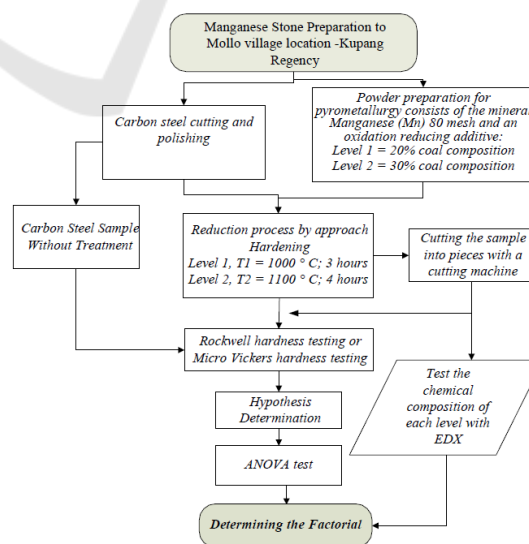 Manganese Stone Preparation to
Mollo village location -Kupang
Regency
Carbon steel cutting and
polishing
Powder preparation for
pyrometallurgy consists of the mineral
Manganese (Mn) 80 mesh and an
oxidation reducing additive:
Level 1 = 20% coal composition
Level 2 = 30% coal composition
Carbon Steel Sample
Without Treatment
Reduction process by approach
Hardening
Level 1, T1 = 1000 ° C; 3 hours
Level 2, T2 = 1100 ° C; 4 hours
Cutting the sample
into pieces with a
cutting machine
Rockwell hardness testing or
Micro Vickers hardness testing
Test the
chemical
composition of
each level with
EDX
Hypothesis
Determination
ANOVA test
Determining the Factorial